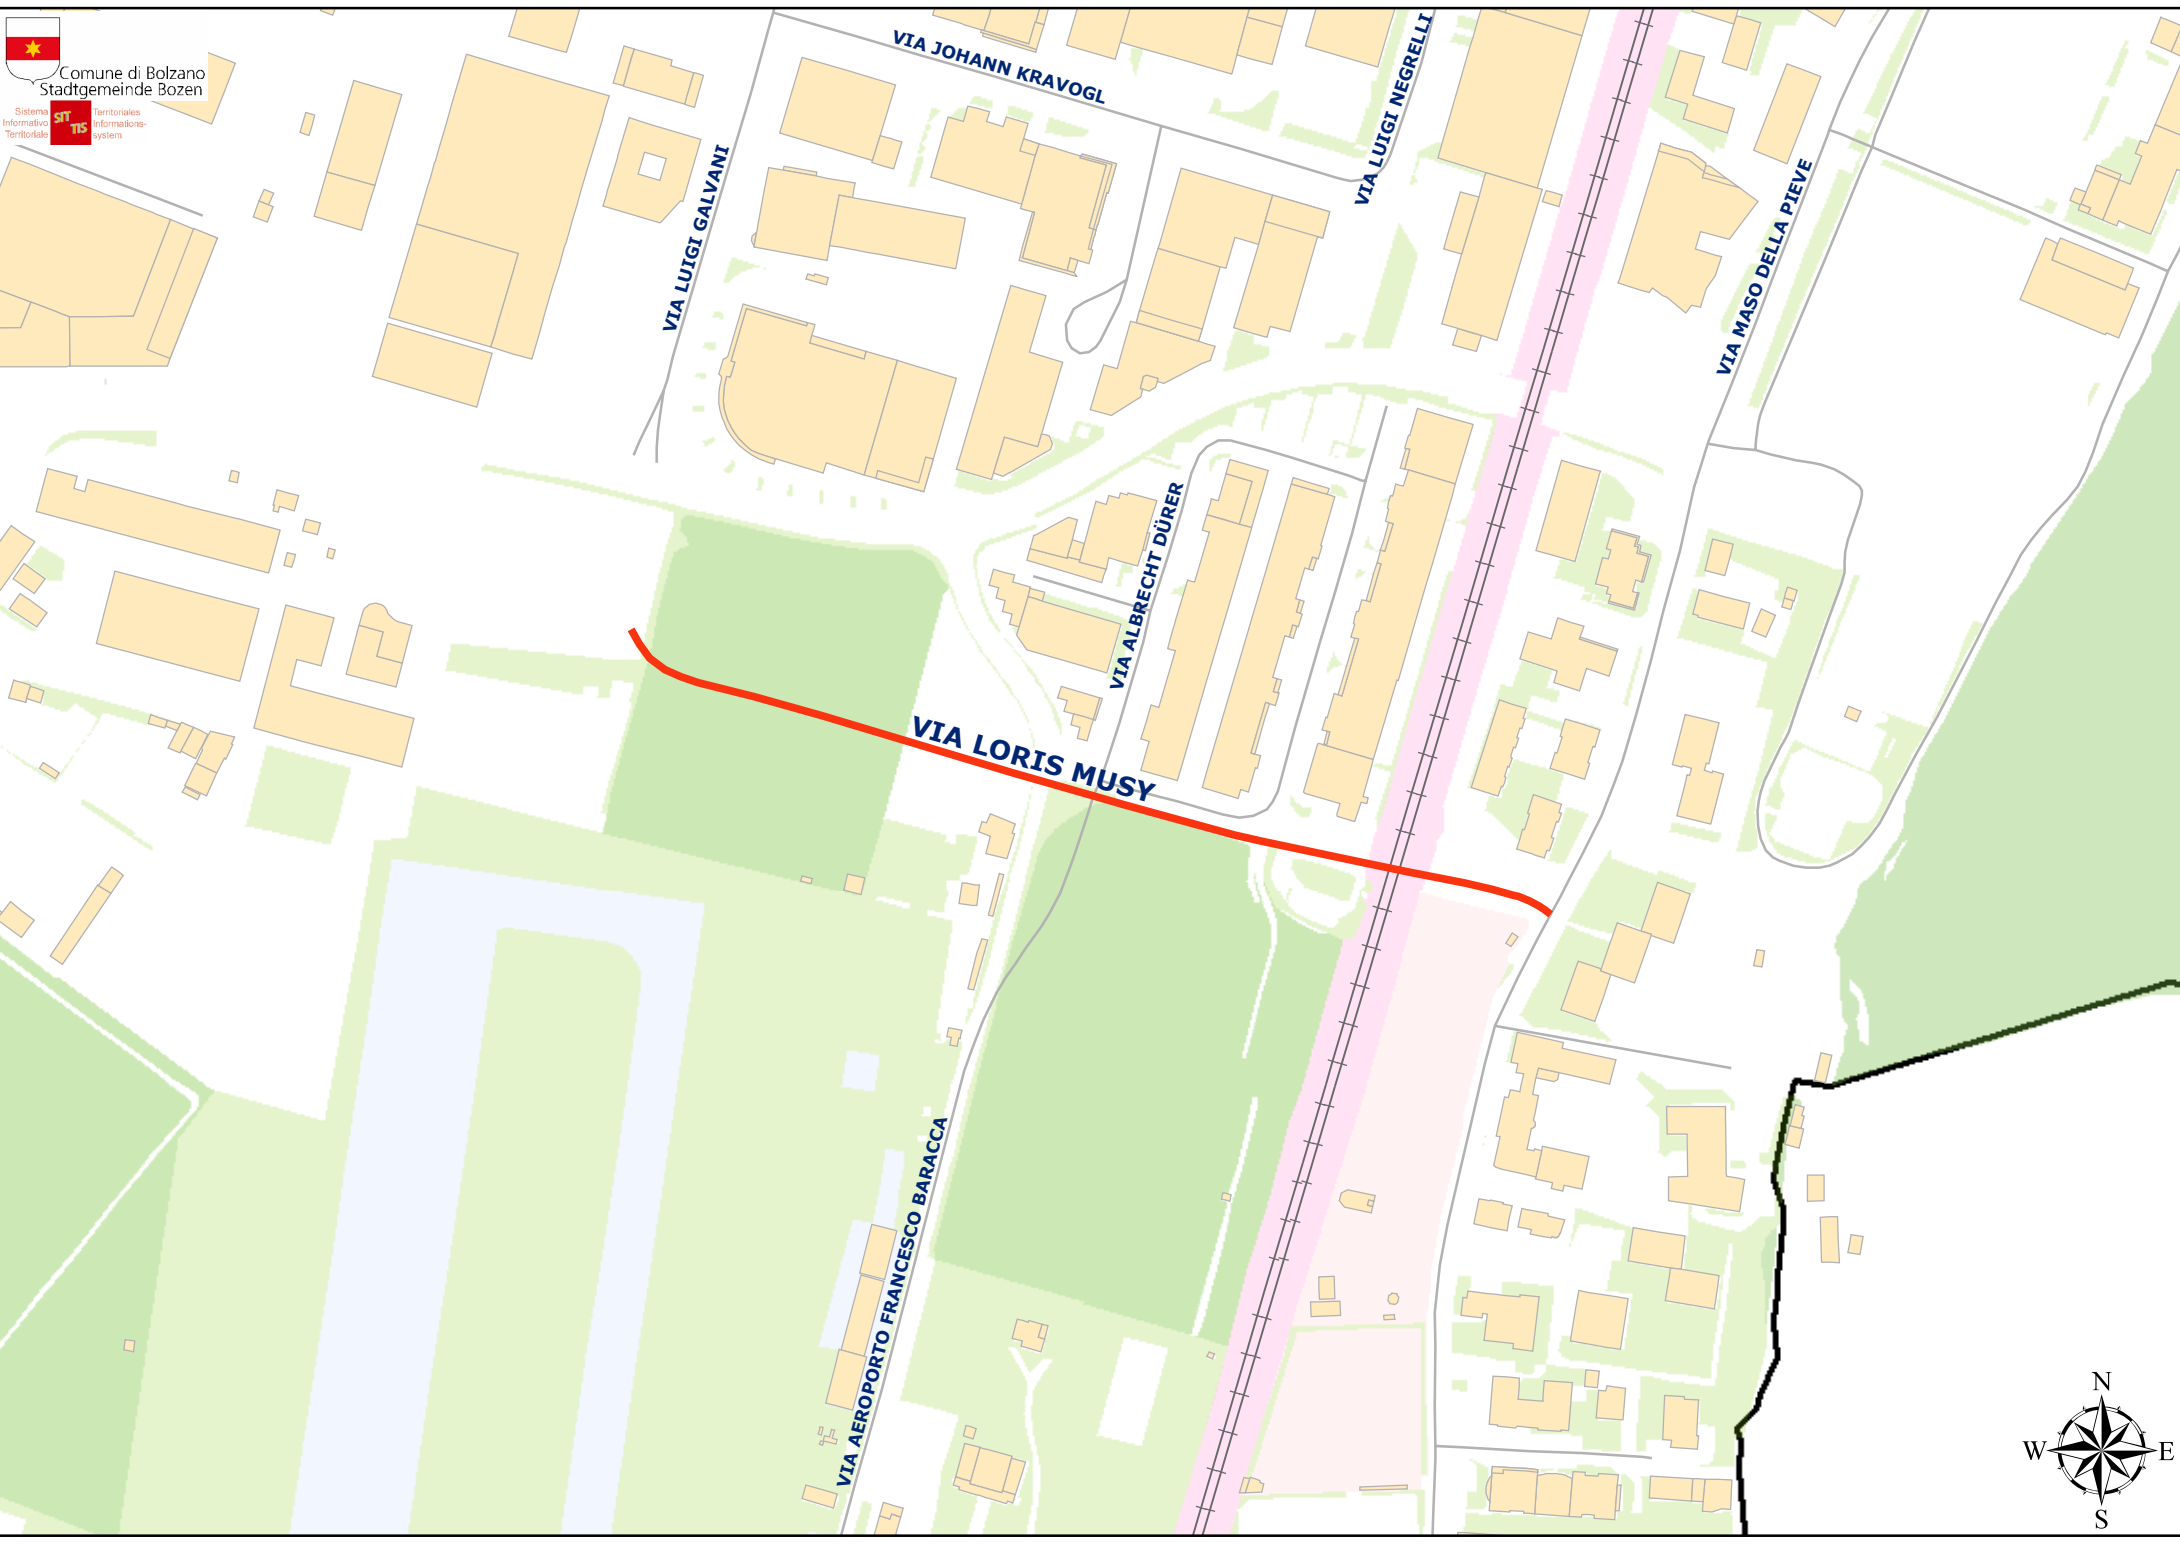 Comune di Bolzano
Stadtgemeinde Bozen
Sistema
Informativo
Territoriale
SIT
TIS
Territoriales
Informations-
system
VIA JOHANN KRAVOGL
VIA LUIGI NEGRELLI
VIA LUIGI GALVANI
VIA MASO DELLA PIEVE
VIA ALBRECHT DÜRER
VIA LORIS MUSY
VIA AEROPORTO FRANCESCO BARACCA
N
W
E
S